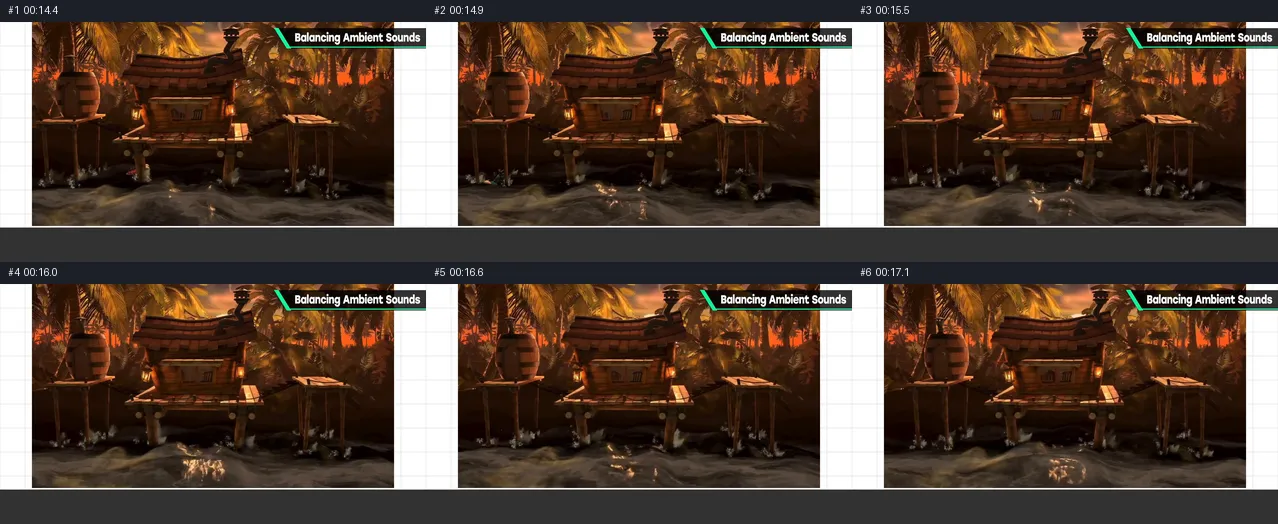 #1 00:14.4
#2 00:14.9
#3 00:15.5
Balancing Ambient Sounds
Balancing Ambient Sounds
Balancing Ambient Sounds
#4 00:16.0
#5 00:16.6
#6 00:17.1
Balancing Ambient Sounds
Balancing Ambient Sounds
Balancing Ambient Sounds